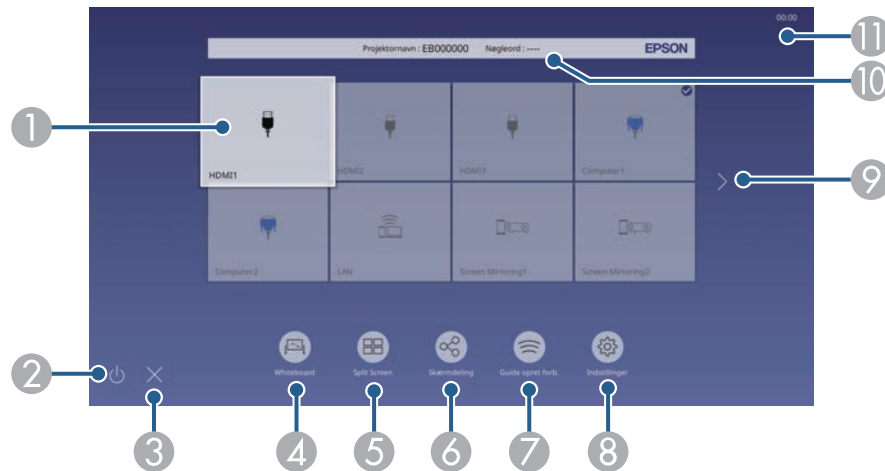 00:00
Projektornavn : EB000000 Nøgleord : ---- EPSON
11
10
1
HDMI1 HDMI2 HDMI3 Computer1
9
Computer2 LAN Screen Mirroring1 Screen Mirroring2
2
Whiteboard Split Screen Skærmdeling Guide opret forb. Indstillinger
3 4 5 6 7 8